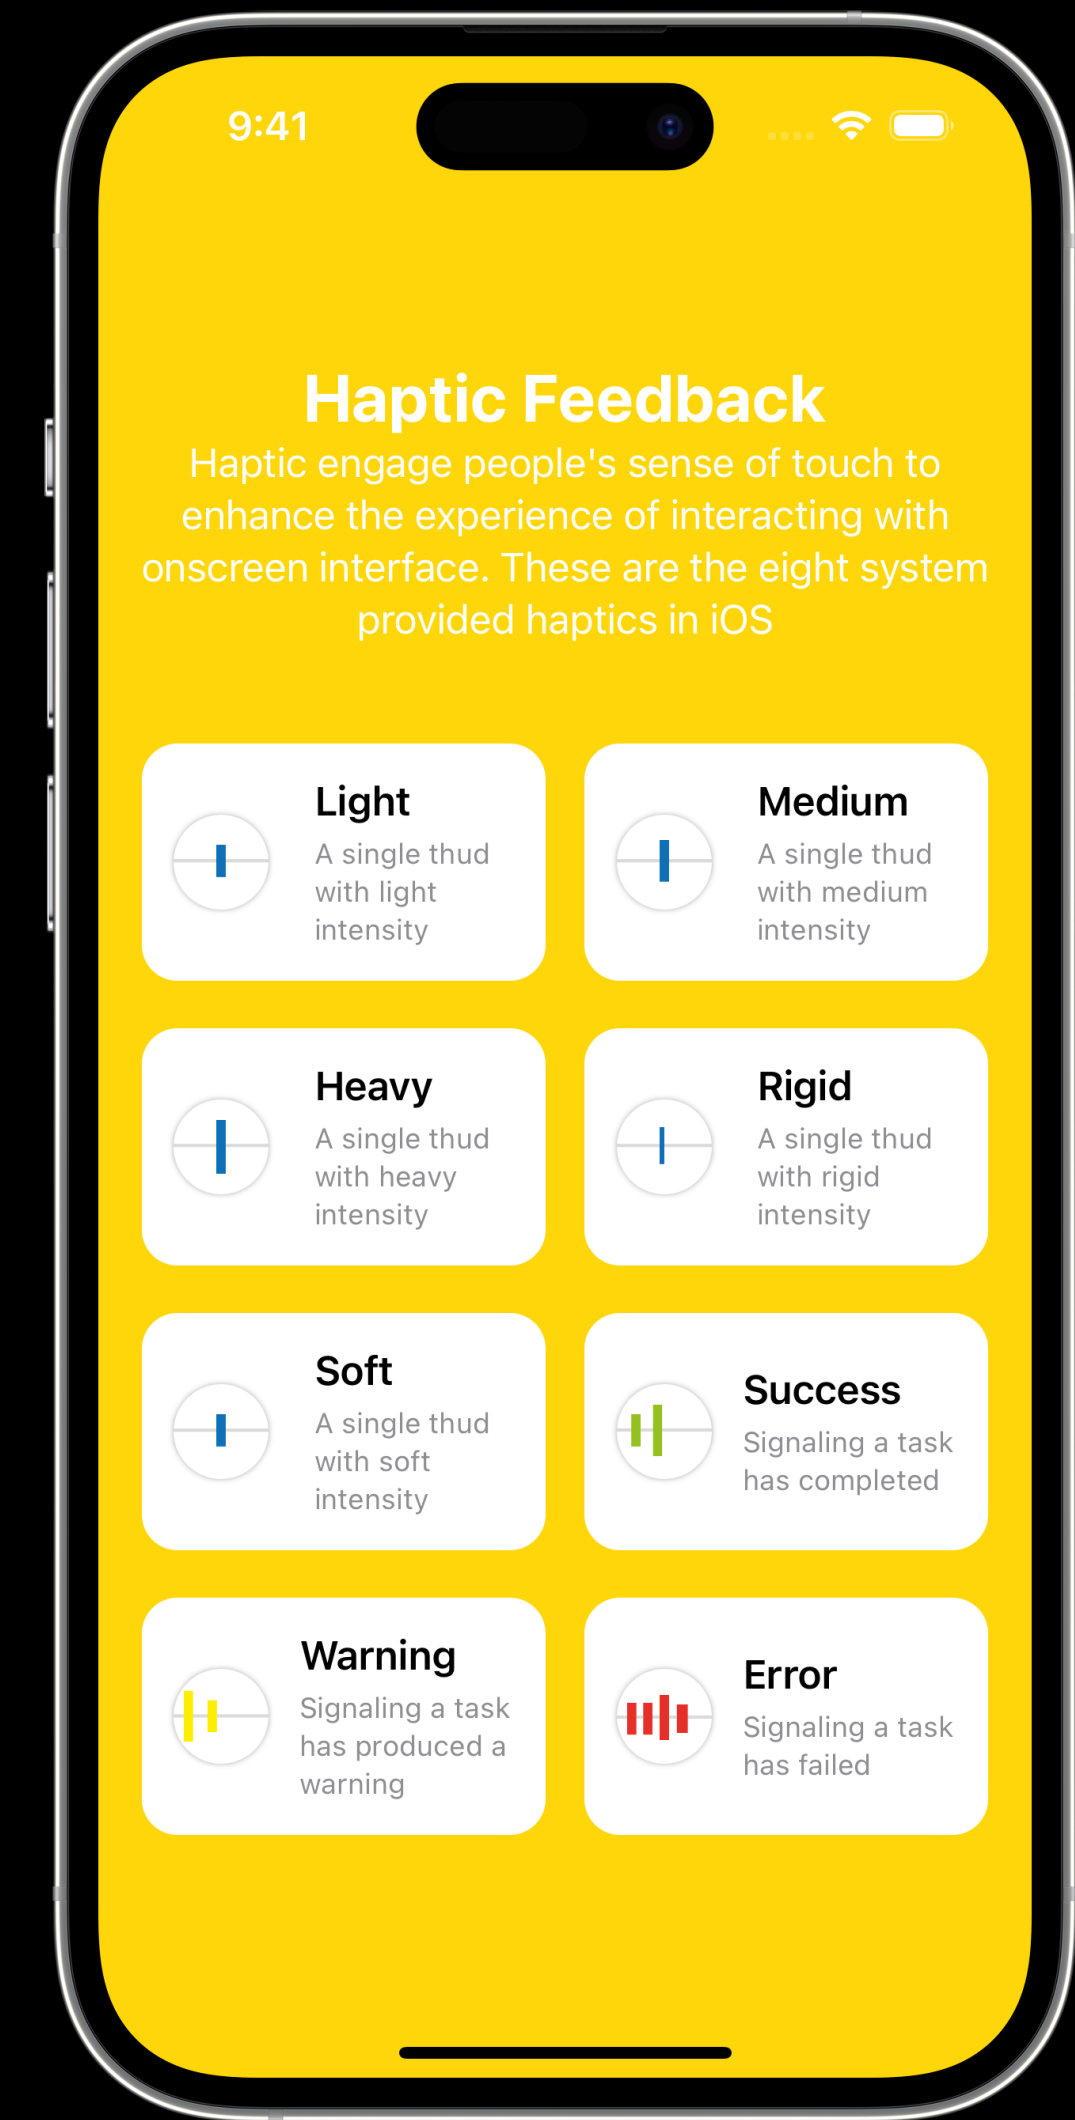 9:41
Haptic Feedback
Haptic engage people's sense of touch to
enhance the experience of interacting with
onscreen interface. These are the eight system
provided haptics in iOS
Light
A single thud
with light
intensity
Medium
A single thud
with medium
intensity
Heavy
A single thud
with heavy
intensity
Rigid
A single thud
with rigid
intensity
Soft
A single thud
with soft
intensity
Success
Signaling a task
has completed
Warning
Signaling a task
has produced a
warning
Error
Signaling a task
has failed